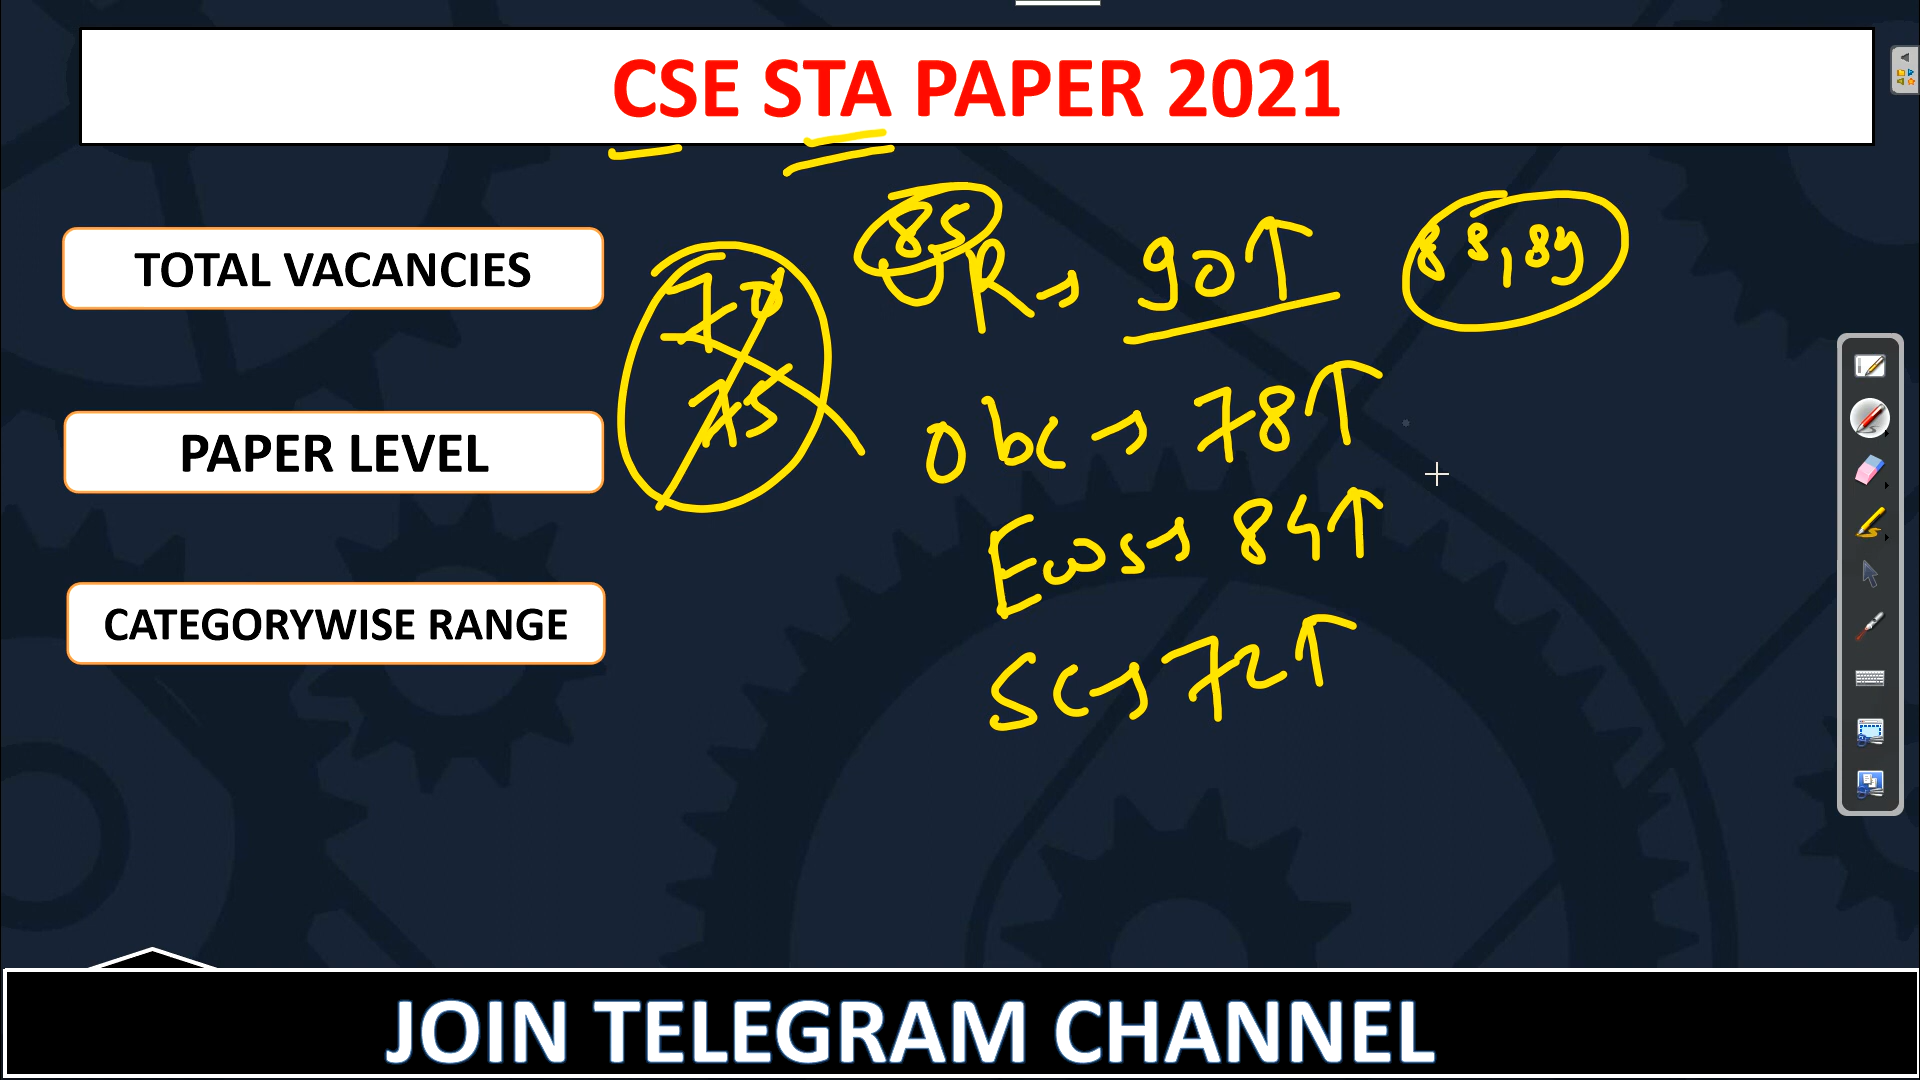 CSE STA PAPER 2021
TOTAL VACANCIES
PAPER LEVEL
CATEGORYWISE RANGE
70
75
85
UR → 90↑
88,89
Obc → 78↑
Ews → 84↑
SC → 72↑
JOIN TELEGRAM CHANNEL